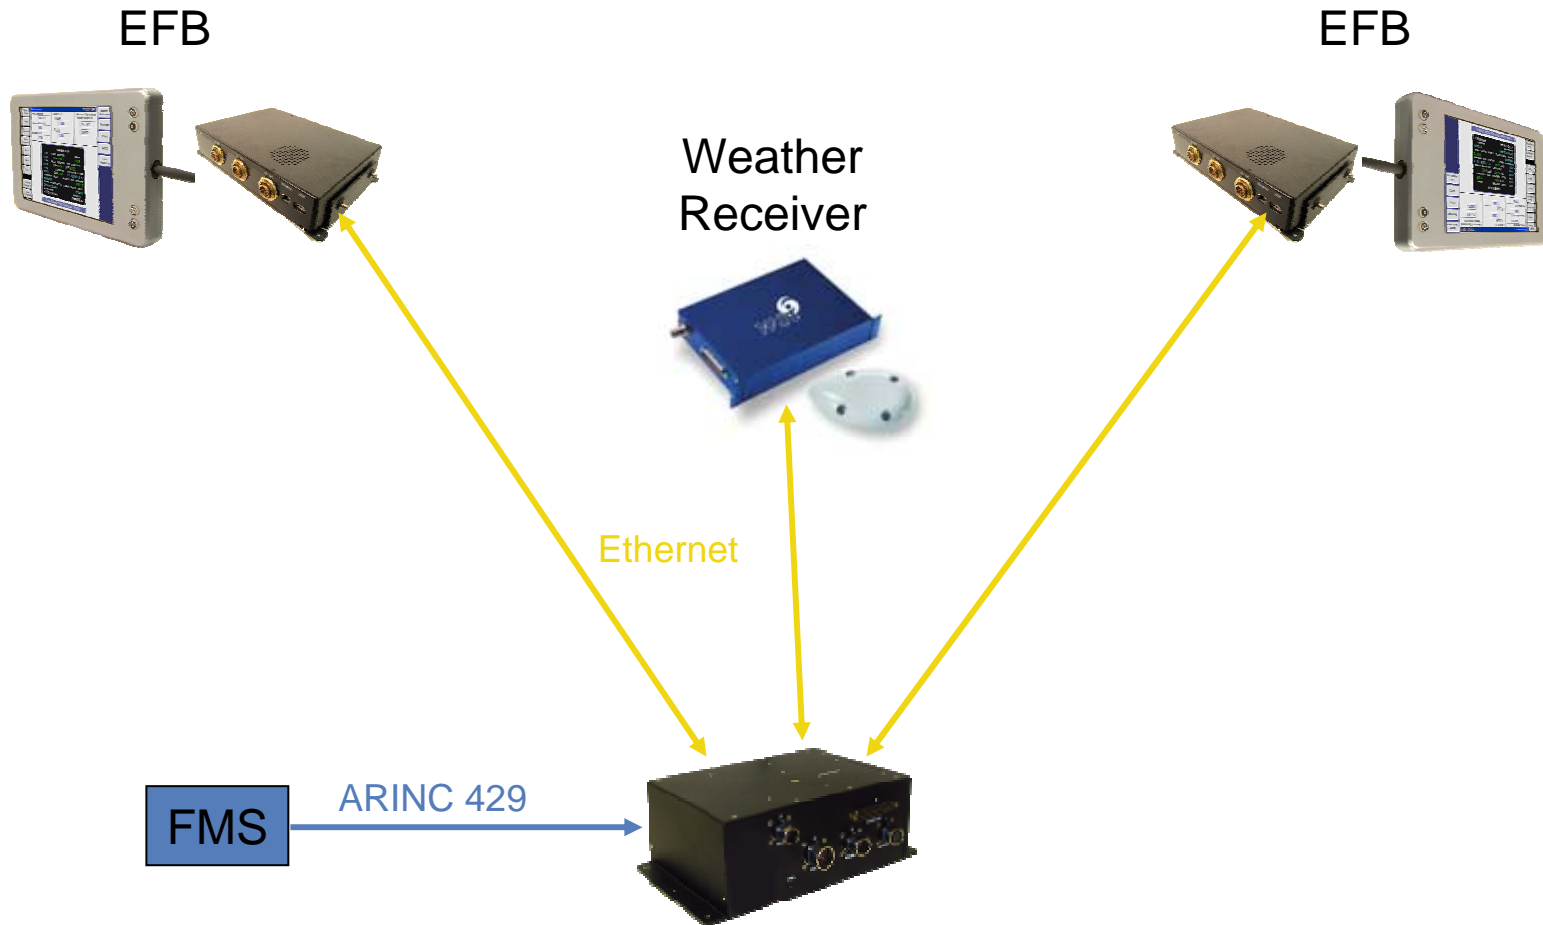 EFB
EFB
Weather
Receiver
Ethernet
ARINC 429
FMS